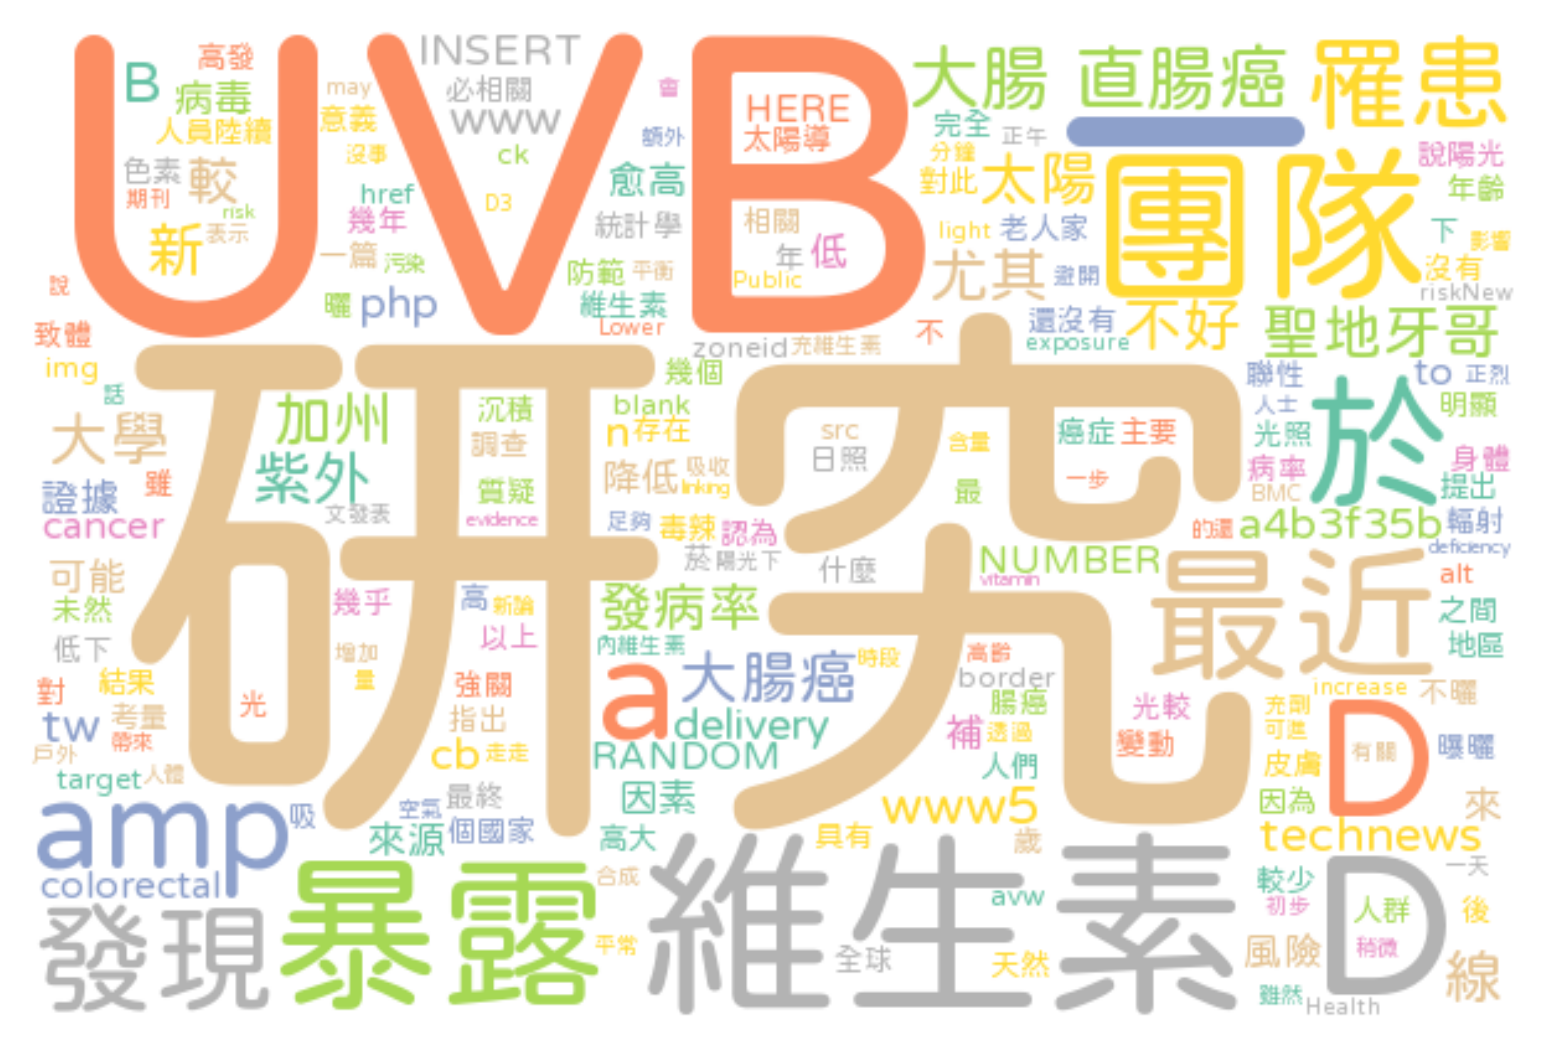 UVB
研究
團隊
維生素
D
暴露
發現
最近
於
罹患
直腸癌
大腸
太陽
尤其
不好
聖地牙哥
amp
a
D
大腸癌
發病率
delivery
RANDOM
NUMBER
INSERT
HERE
www
www5
technews
a4b3f35b
colorectal
cancer
加州
紫外
大學
證據
可能
未然
低下
結果
考量
tw
對
帶來
戶外
target
人體
高發
B
病毒
人員陸續
色素
期刊
較
新
risk
表示
may
意義
沒事
必相關
ck
href
幾年
D3
一篇
污染
曬
php
會
額外
愈高
統計學
防範
平衡
維生素
Lower
太陽導
相關
年
低
Public
完全
正午
分鐘
對此
light
老人家
避開
還沒有
exposure
說陽光
年齡
下
影響
沒有
riskNew
說
致體
img
話
雖
zoneid
充維生素
不
幾個
blank
n
存在
沉積
調查
質疑
evidence
文發表
降低
吸收
linking
足夠
毒辣
認為
菸
陽光下
什麼
src
日照
含量
最
癌症
主要
一步
的還
vitamin
聯性
to
正烈
人士
明顯
光照
病率
BMC
身體
提出
輻射
deficiency
alt
之間
地區
幾乎
高
新論
以上
增加
量
光
強關
指出
cb
走走
內維生素
時段
高齡
border
腸癌
光較
補
透過
變動
人們
increase
不曬
充劑
可進
有關
曝曬
皮膚
因為
來
吸
空氣
最終
來源
個國家
因素
高大
具有
歲
合成
平常
全球
avw
天然
較少
初步
一天
人群
稍微
後
風險
線
雖然
Health